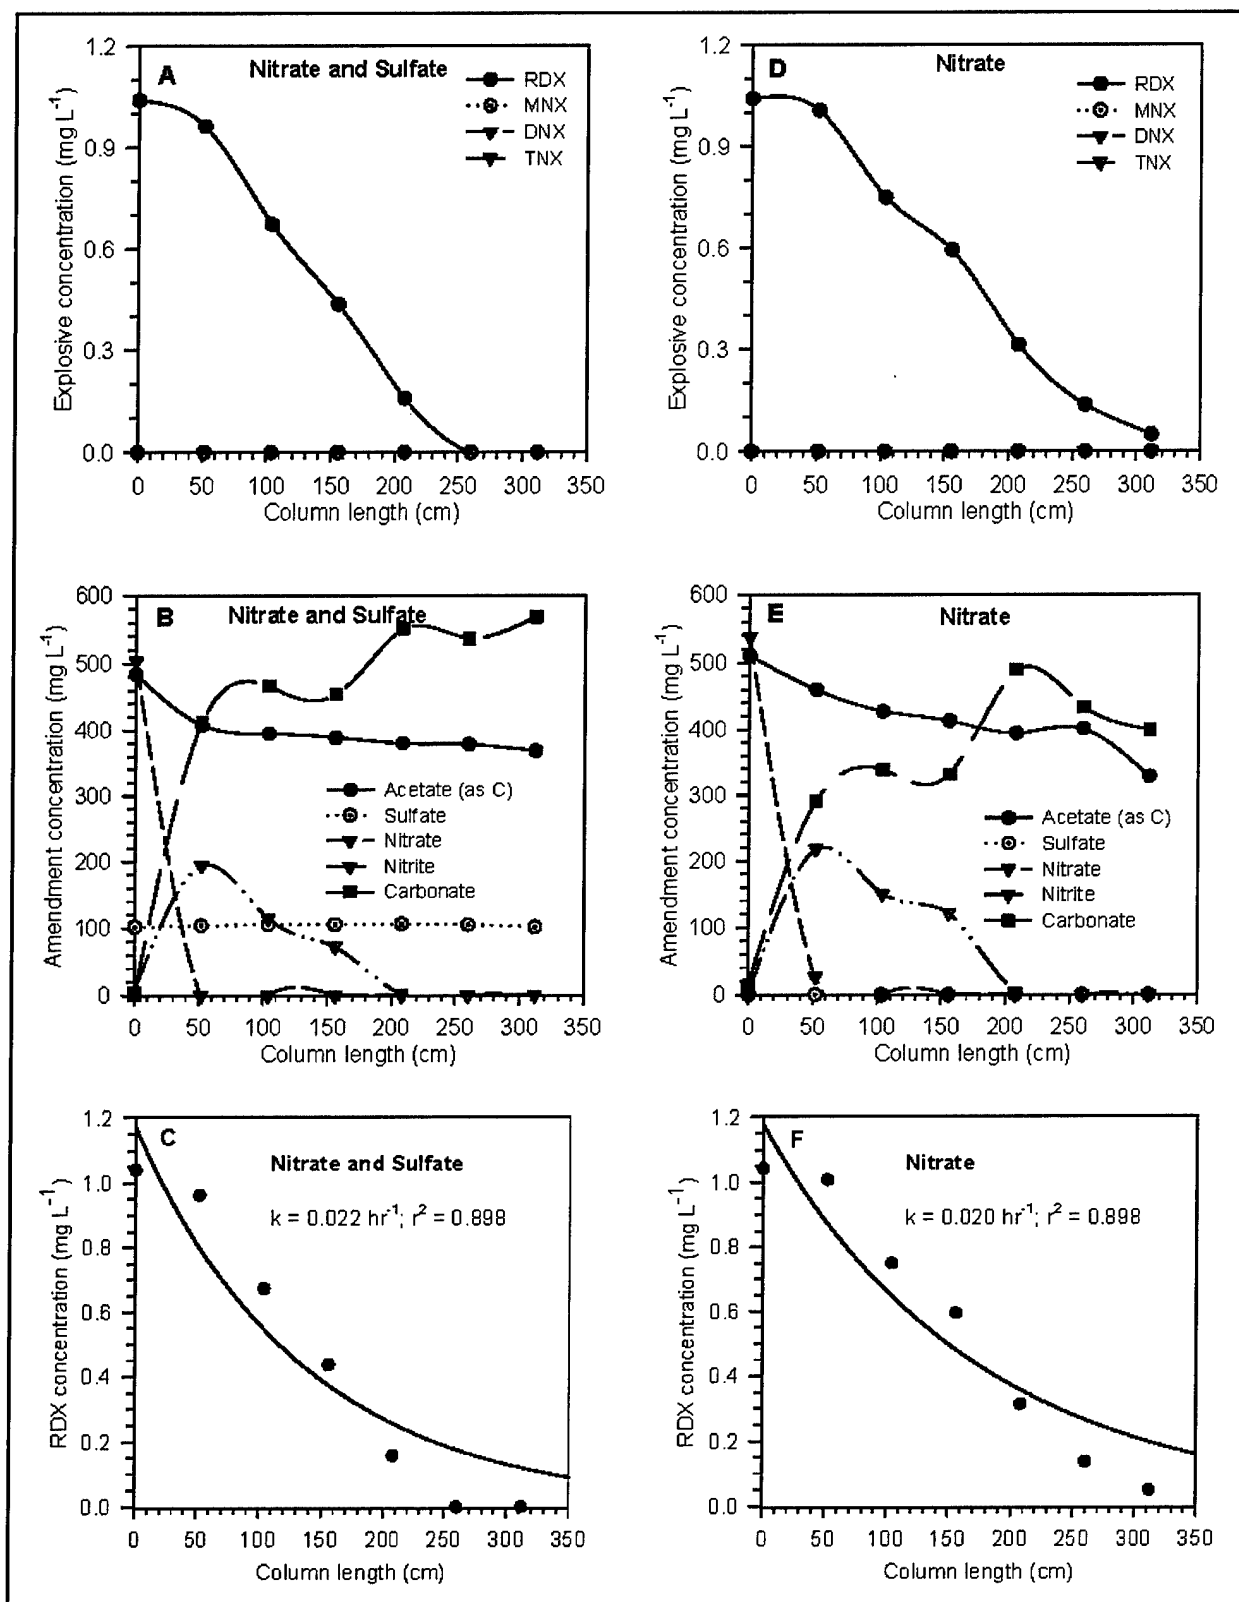 A
Nitrate and Sulfate
RDX
MNX
DNX
TNX
Explosive concentration (mg L⁻¹)
1.2
0.9
0.6
0.3
0.0
0 50 100 150 200 250 300 350
Column length (cm)
D
Nitrate
RDX
MNX
DNX
TNX
Explosive concentration (mg L⁻¹)
1.2
0.9
0.6
0.3
0.0
0 50 100 150 200 250 300 350
Column length (cm)
B
Nitrate and Sulfate
Amendment concentration (mg L⁻¹)
600
500
400
300
200
100
0
Acetate (as C)
Sulfate
Nitrate
Nitrite
Carbonate
0 50 100 150 200 250 300 350
Column length (cm)
E
Nitrate
Amendment concentration (mg L⁻¹)
600
500
400
300
200
100
0
Acetate (as C)
Sulfate
Nitrate
Nitrite
Carbonate
0 50 100 150 200 250 300 350
Column length (cm)
C
Nitrate and Sulfate
k = 0.022 hr⁻¹; r² = 0.898
RDX concentration (mg L⁻¹)
1.2
1.0
0.8
0.6
0.4
0.2
0.0
0 50 100 150 200 250 300 350
Column length (cm)
F
Nitrate
k = 0.020 hr⁻¹; r² = 0.898
RDX concentration (mg L⁻¹)
1.2
1.0
0.8
0.6
0.4
0.2
0.0
0 50 100 150 200 250 300 350
Column length (cm)